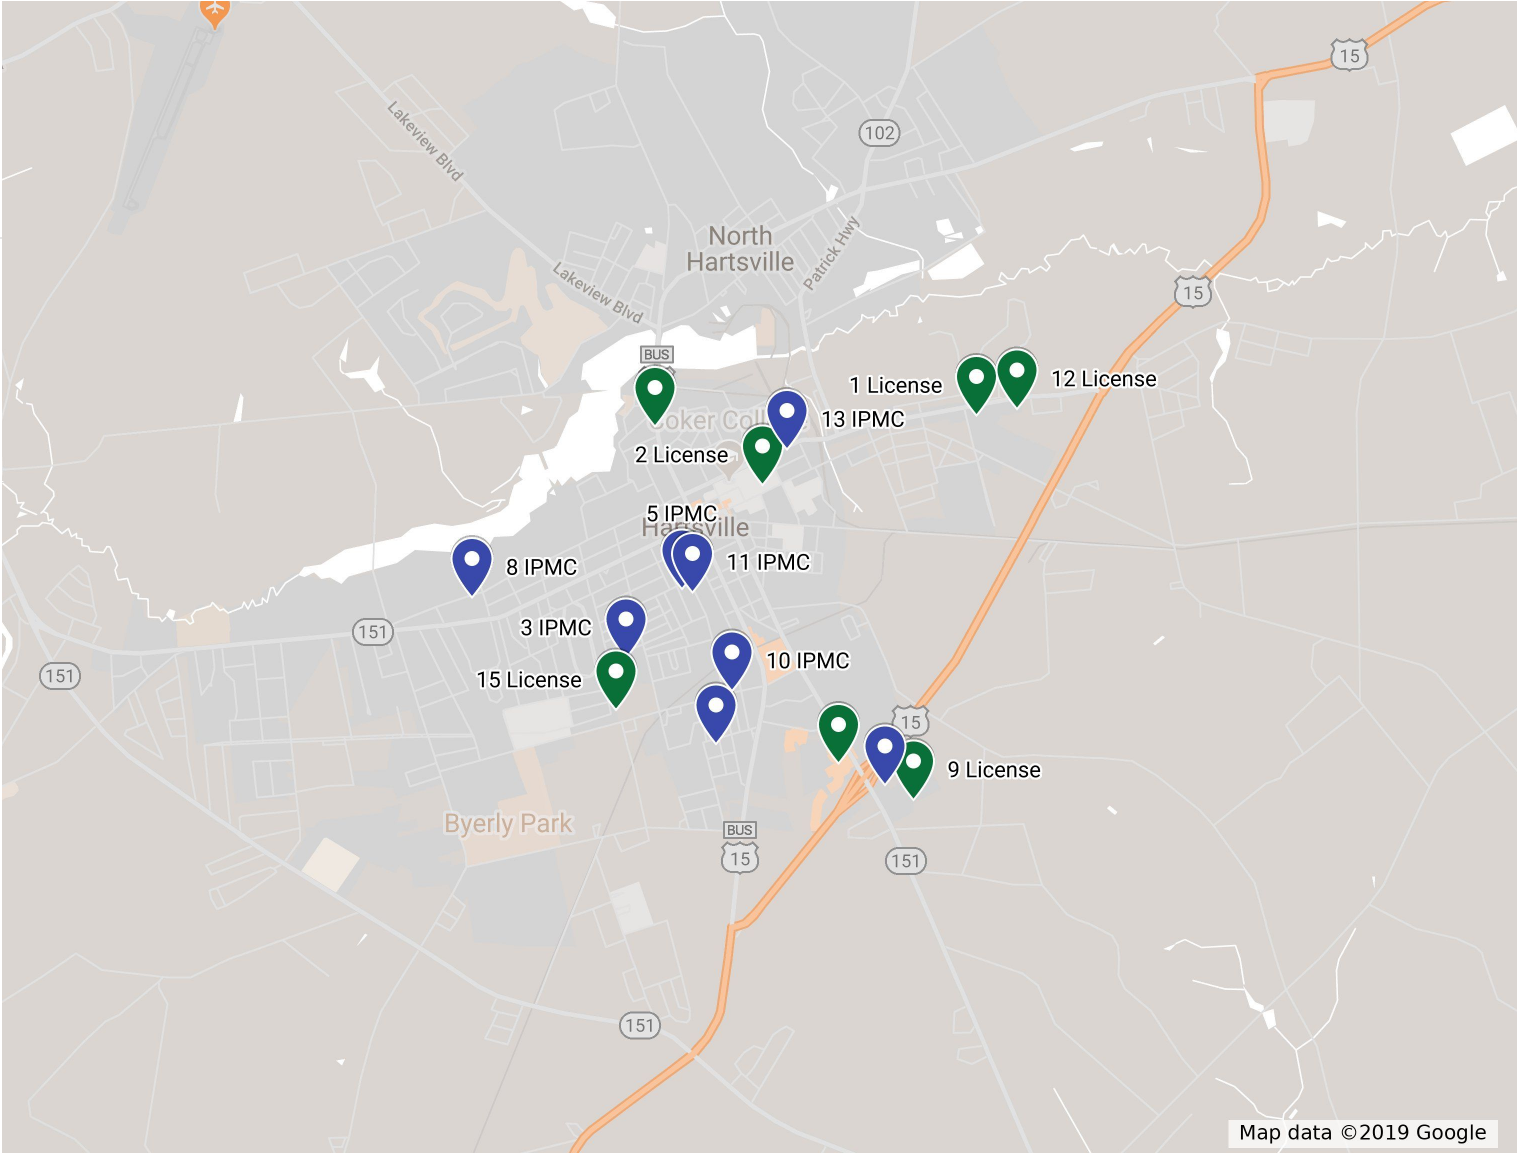 15
Lakeview Blvd
102
North
Hartsville
Patrick Hwy
Lakeview Blvd
15
BUS
1 License
12 License
13 IPMC
2 License
5 IPMC
Hartsville
11 IPMC
8 IPMC
3 IPMC
151
10 IPMC
151
15 License
15
9 License
Byerly Park
BUS
15
151
151
Map data ©2019 Google